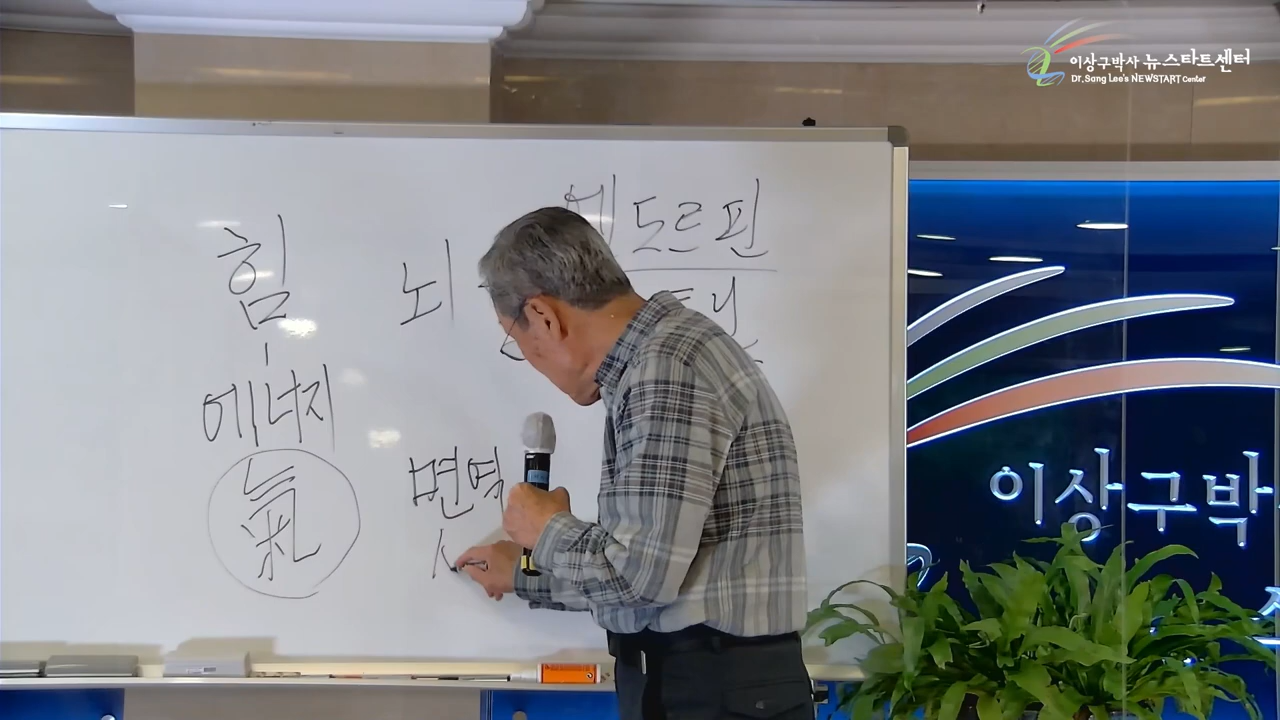 이상구박사 뉴스타트센터
Dr. Sang Lee's NEWSTART Center
힘
에너지
氣
뇌
엔도르핀
면역
이상구박